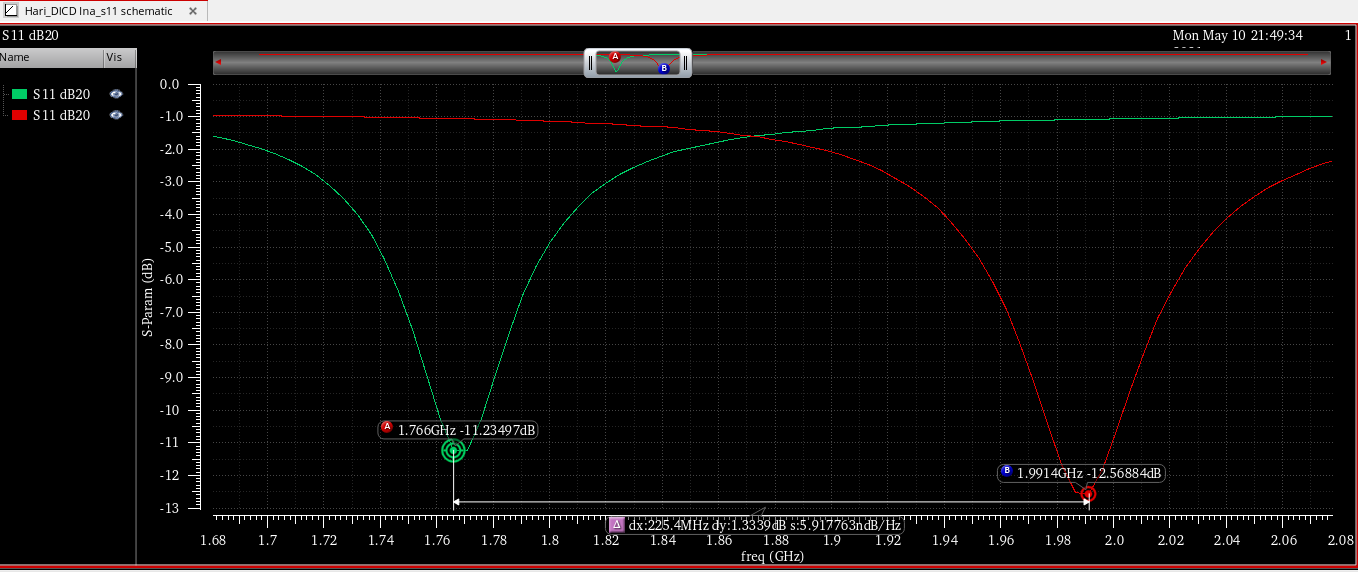 Hari_DICD lna_s11 schematic
S11 dB20
Mon May 10 21:49:34
1
Name Vis
S11 dB20
S11 dB20
A
B
S-Param (dB)
0.0
-1.0
-2.0
-3.0
-4.0
-5.0
-6.0
-7.0
-8.0
-9.0
-10
-11
-12
-13
A 1.766GHz -11.23497dB
B 1.9914GHz -12.56884dB
Δ dx:225.4MHz dy:1.3339dB s:5.917763ndB/Hz
1.68 1.7 1.72 1.74 1.76 1.78 1.8 1.82 1.84 1.86 1.88 1.9 1.92 1.94 1.96 1.98 2.0 2.02 2.04 2.06 2.08
freq (GHz)